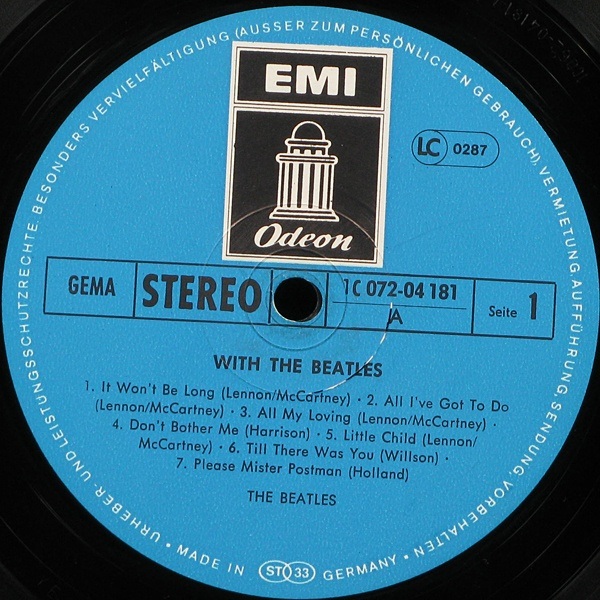 EMI
Odeon
LC 0287
GEMA STEREO 1C 072-04 181 Seite 1
A
WITH THE BEATLES
1. It Won't Be Long (Lennon/McCartney) · 2. All I've Got To Do
(Lennon/McCartney) · 3. All My Loving (Lennon/McCartney) ·
4. Don't Bother Me (Harrison) · 5. Little Child (Lennon/
McCartney) · 6. Till There Was You (Willson) ·
7. Please Mister Postman (Holland)
THE BEATLES
URHEBER- UND LEISTUNGSSCHUTZRECHTE, BESONDERS VERVIELFÄLTIGUNG (AUSSER ZUM PERSÖNLICHEN GEBRAUCH), VERMIETUNG, AUFFÜHRUNG, SENDUNG, VORBEHALTEN
• MADE IN ST 33 GERMANY •